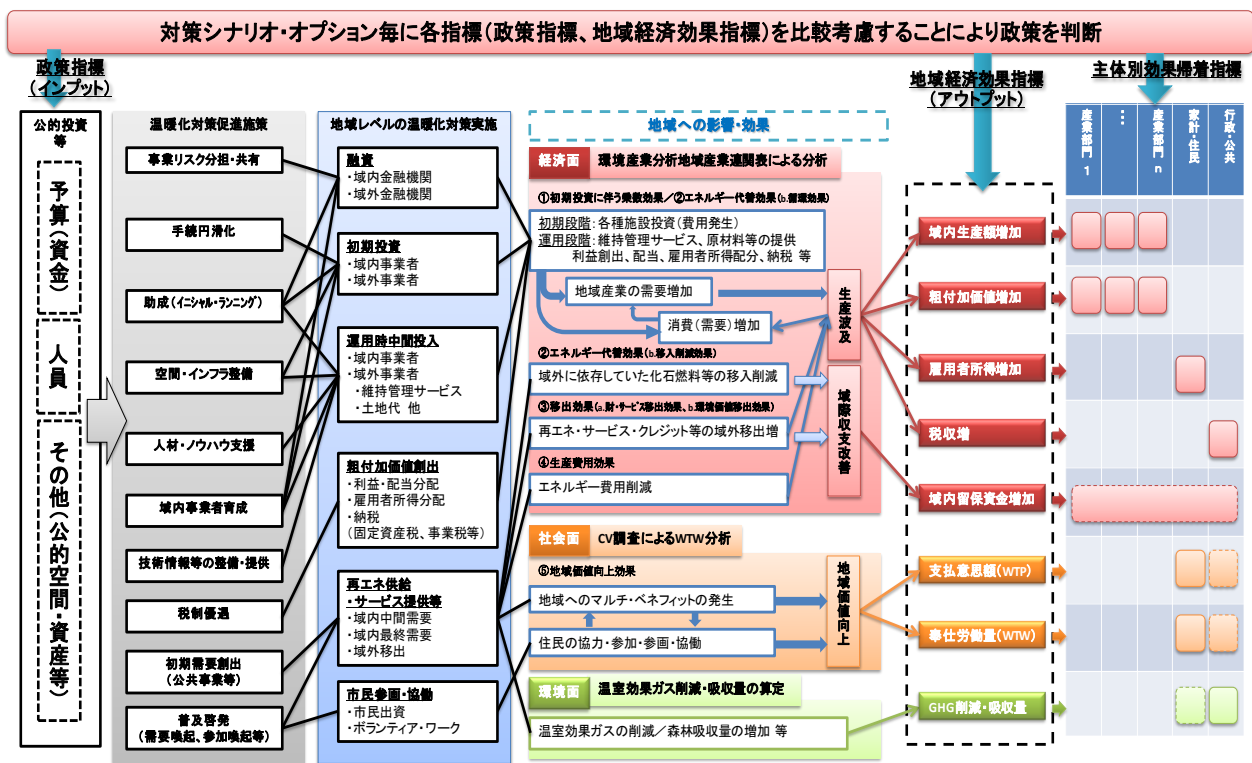 対策シナリオ・オプション毎に各指標(政策指標、地域経済効果指標)を比較考慮することにより政策を判断
政策指標
(インプット)
公的投資
等
予算(資金)
人員
その他(公的空間・資産等)
温暖化対策促進施策
事業リスク分担・共有
手続円滑化
助成(イニシャル・ランニング)
空間・インフラ整備
人材・ノウハウ支援
域内事業者育成
技術情報等の整備・提供
税制優遇
初期需要創出
(公共事業等)
普及啓発
(需要喚起、参加喚起等)
地域レベルの温暖化対策実施
融資
・域内金融機関
・域外金融機関
初期投資
・域内事業者
・域外事業者
運用時中間投入
・域内事業者
・域外事業者
・維持管理サービス
・土地代 他
粗付加価値創出
・利益・配当分配
・雇用者所得分配
・納税
(固定資産税、事業税等)
再エネ供給
・サービス提供等
・域内中間需要
・域内最終需要
・域外移出
市民参画・協働
・市民出資
・ボランティア・ワーク
地域への影響・効果
経済面 環境産業分析地域産業連関表による分析
①初期投資に伴う乗数効果/②エネルギー代替効果(b.循環効果)
初期段階:各種施設投資(費用発生)
運用段階:維持管理サービス、原材料等の提供
利益創出、配当、雇用者所得配分、納税 等
地域産業の需要増加
消費(需要)増加
②エネルギー代替効果(b.移入削減効果)
域外に依存していた化石燃料等の移入削減
③移出効果(a.財・サービス移出効果、b.環境価値移出効果)
再エネ・サービス・クレジット等の域外移出増
④生産費用効果
エネルギー費用削減
生産波及
域際収支改善
社会面 CV調査によるWTW分析
⑤地域価値向上効果
地域へのマルチ・ベネフィットの発生
住民の協力・参加・参画・協働
地域価値向上
環境面 温室効果ガス削減・吸収量の算定
温室効果ガスの削減/森林吸収量の増加 等
地域経済効果指標
(アウトプット)
域内生産額増加
粗付加価値増加
雇用者所得増加
税収増
域内留保資金増加
支払意思額(WTP)
奉仕労働量(WTW)
GHG削減・吸収量
主体別効果帰着指標
産業部門1
…
産業部門n
家計・住民
行政・公共